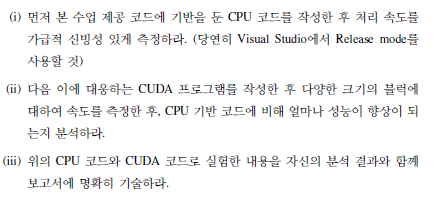 (i) 먼저 본 수업 제공 코드에 기반을 둔 CPU 코드를 작성한 후 처리 속도를
가급적 신빙성 있게 측정하라. (당연히 Visual Studio에서 Release mode를
사용할 것)
(ii) 다음 이에 대응하는 CUDA 프로그램를 작성한 후 다양한 크기의 블럭에
대하여 속도를 측정한 후, CPU 기반 코드에 비해 얼마나 성능이 향상이 되
는지 분석하라.
(iii) 위의 CPU 코드와 CUDA 코드로 실험한 내용을 자신의 분석 결과와 함께
보고서에 명확히 기술하라.